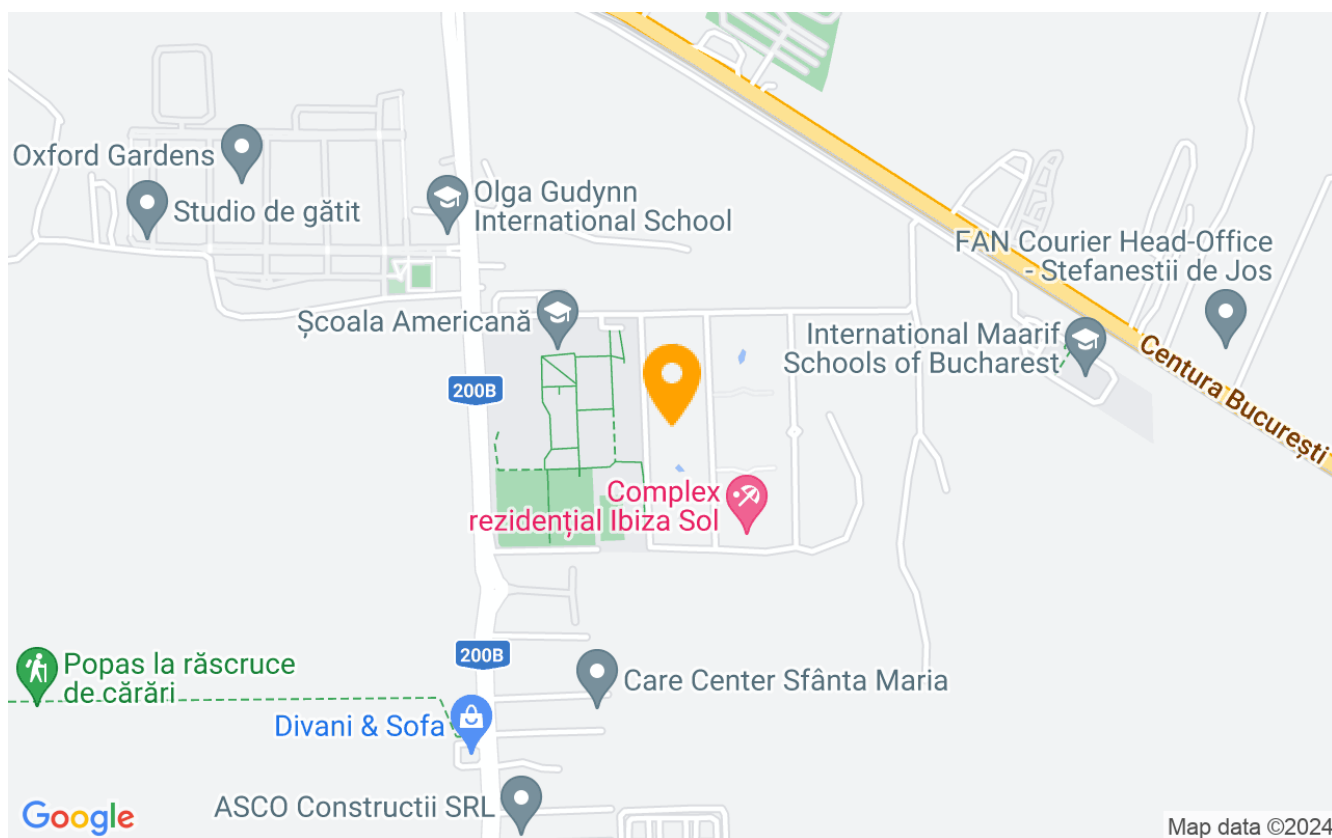 Oxford Gardens
Studio de gătit
Olga Gudynn
International School
FAN Courier Head-Office
- Stefanestii de Jos
Școala Americană
International Maarif
Schools of Bucharest
Centura București
200B
Complex
rezidențial Ibiza Sol
200B
Popas la răscruce
de cărări
Care Center Sfânta Maria
Divani & Sofa
ASCO Constructii SRL
Google
Map data ©2024